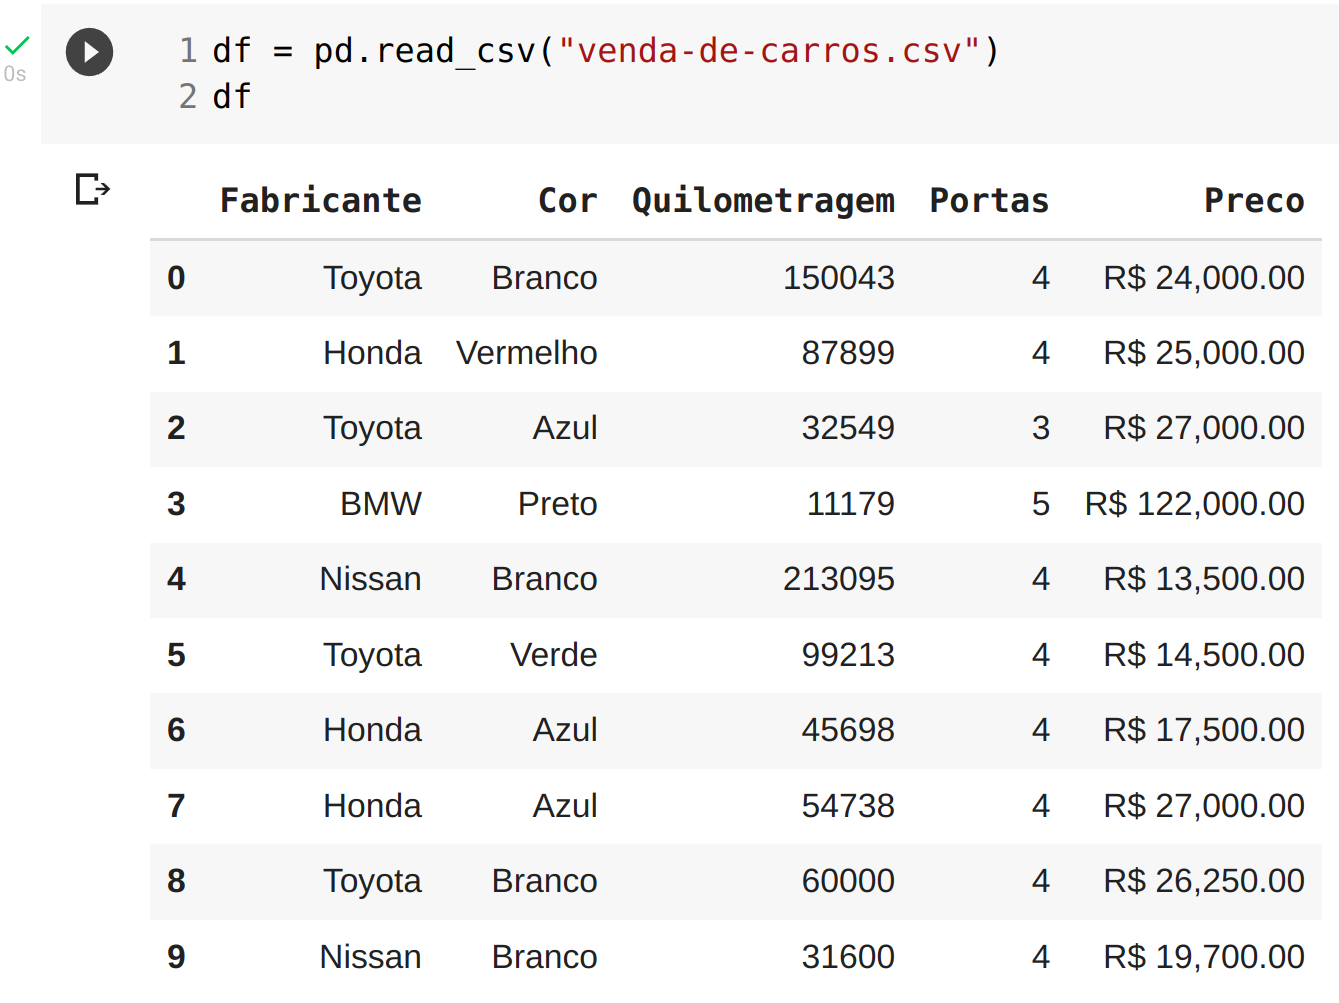 1 df = pd.read_csv("venda-de-carros.csv")
0s
2 df
Fabricante Cor Quilometragem Portas Preco
0 Toyota Branco 150043 4 R$ 24,000.00
1 Honda Vermelho 87899 4 R$ 25,000.00
2 Toyota Azul 32549 3 R$ 27,000.00
3 BMW Preto 11179 5 R$ 122,000.00
4 Nissan Branco 213095 4 R$ 13,500.00
5 Toyota Verde 99213 4 R$ 14,500.00
6 Honda Azul 45698 4 R$ 17,500.00
7 Honda Azul 54738 4 R$ 27,000.00
8 Toyota Branco 60000 4 R$ 26,250.00
9 Nissan Branco 31600 4 R$ 19,700.00